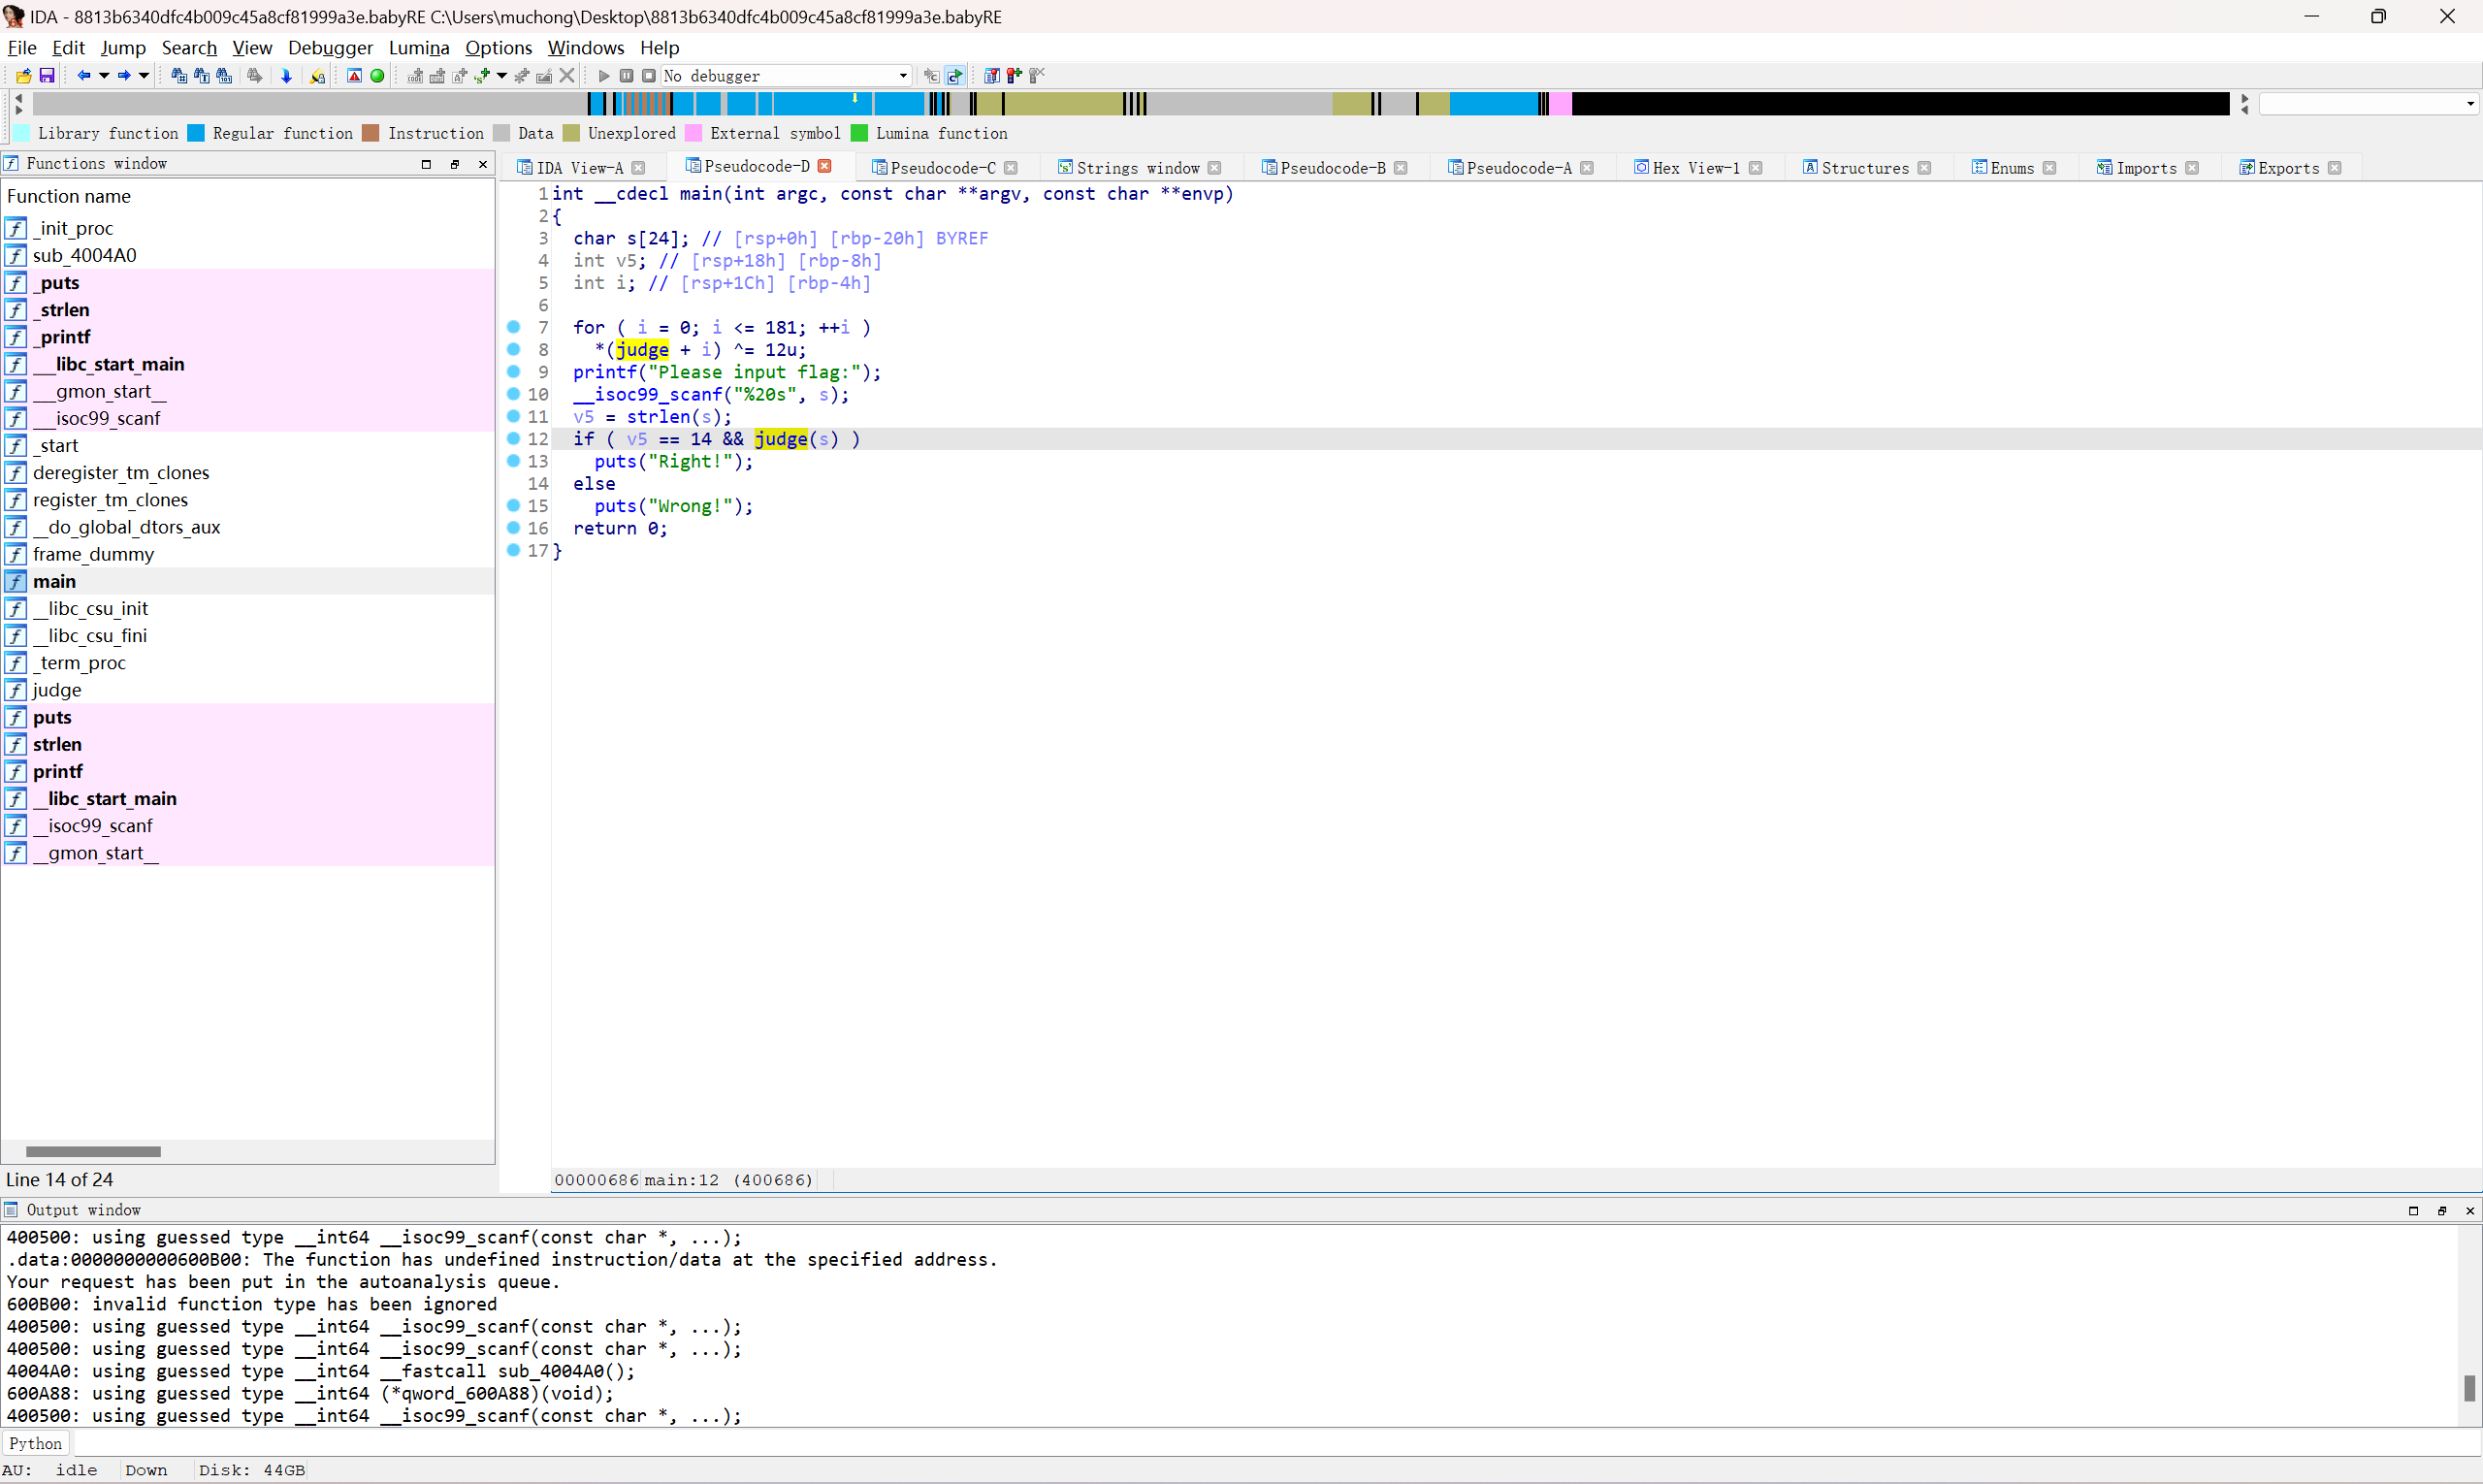 IDA - 8813b6340dfc4b009c45a8cf81999a3e.babyRE C:\Users\muchong\Desktop\8813b6340dfc4b009c45a8cf81999a3e.babyRE
File Edit Jump Search View Debugger Lumina Options Windows Help
No debugger
Library function Regular function Instruction Data Unexplored External symbol Lumina function
Functions window
IDA View-A Pseudocode-D Pseudocode-C Strings window Pseudocode-B Pseudocode-A Hex View-1 Structures Enums Imports Exports
Function name
_init_proc
sub_4004A0
_puts
_strlen
_printf
___libc_start_main
___gmon_start__
___isoc99_scanf
_start
deregister_tm_clones
register_tm_clones
__do_global_dtors_aux
frame_dummy
main
__libc_csu_init
__libc_csu_fini
_term_proc
judge
puts
strlen
printf
__libc_start_main
__isoc99_scanf
__gmon_start__
Line 14 of 24
1 int __cdecl main(int argc, const char **argv, const char **envp)
2 {
3   char s[24]; // [rsp+0h] [rbp-20h] BYREF
4   int v5; // [rsp+18h] [rbp-8h]
5   int i; // [rsp+1Ch] [rbp-4h]
6
7   for ( i = 0; i <= 181; ++i )
8     *(judge + i) ^= 12u;
9   printf("Please input flag:");
10   __isoc99_scanf("%20s", s);
11   v5 = strlen(s);
12   if ( v5 == 14 && judge(s) )
13     puts("Right!");
14   else
15     puts("Wrong!");
16   return 0;
17 }
00000686 main:12 (400686)
Output window
400500: using guessed type __int64 __isoc99_scanf(const char *, ...);
.data:0000000000600B00: The function has undefined instruction/data at the specified address.
Your request has been put in the autoanalysis queue.
600B00: invalid function type has been ignored
400500: using guessed type __int64 __isoc99_scanf(const char *, ...);
400500: using guessed type __int64 __isoc99_scanf(const char *, ...);
4004A0: using guessed type __int64 __fastcall sub_4004A0();
600A88: using guessed type __int64 (*qword_600A88)(void);
400500: using guessed type __int64 __isoc99_scanf(const char *, ...);
Python
AU: idle Down Disk: 44GB